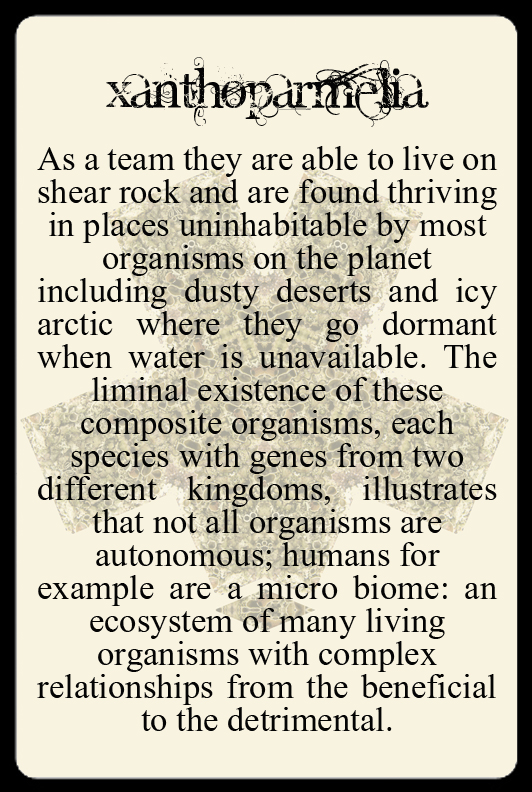 xanthoparmelia
As a team they are able to live on
shear rock and are found thriving
in places uninhabitable by most
organisms on the planet
including dusty deserts and icy
arctic where they go dormant
when water is unavailable. The
liminal existence of these
composite organisms, each
species with genes from two
different kingdoms, illustrates
that not all organisms are
autonomous; humans for
example are a micro biome: an
ecosystem of many living
organisms with complex
relationships from the beneficial
to the detrimental.